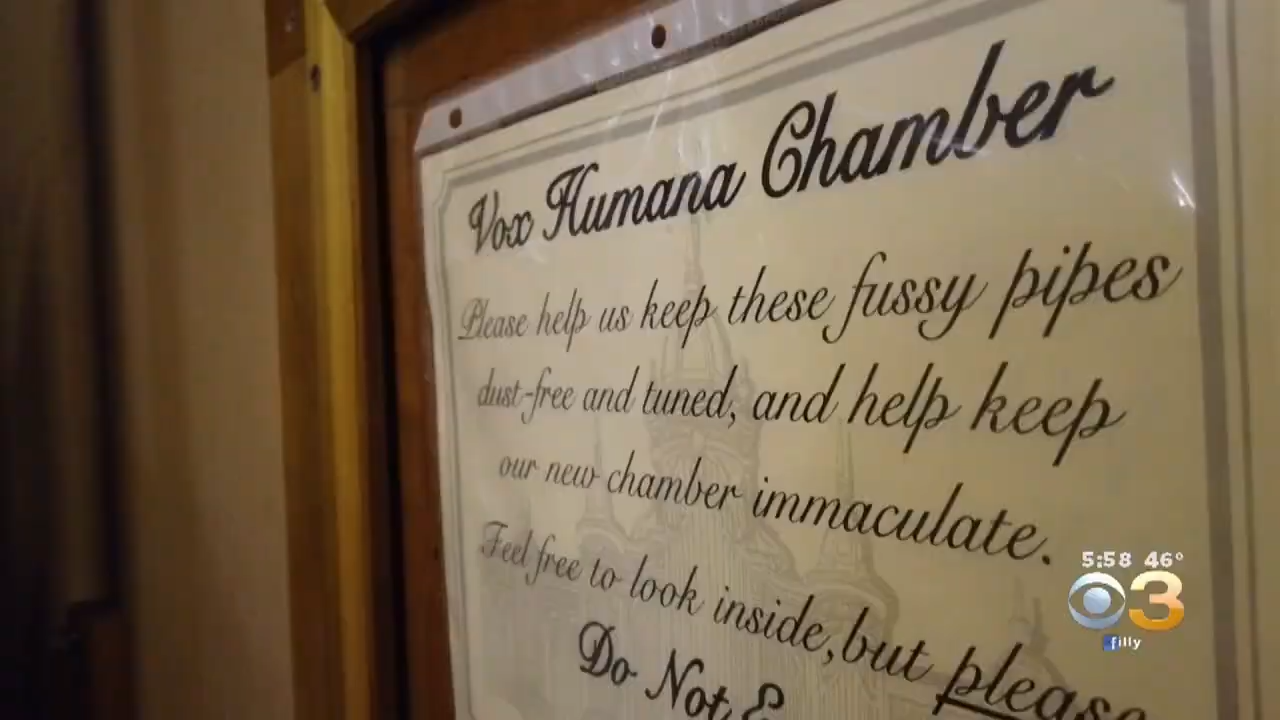 Vox Humana Chamber
Please help us keep these fussy pipes
dust-free and tuned, and help keep
our new chamber immaculate.
Feel free to look inside, but please
Do Not
5:58 46°
3
filly